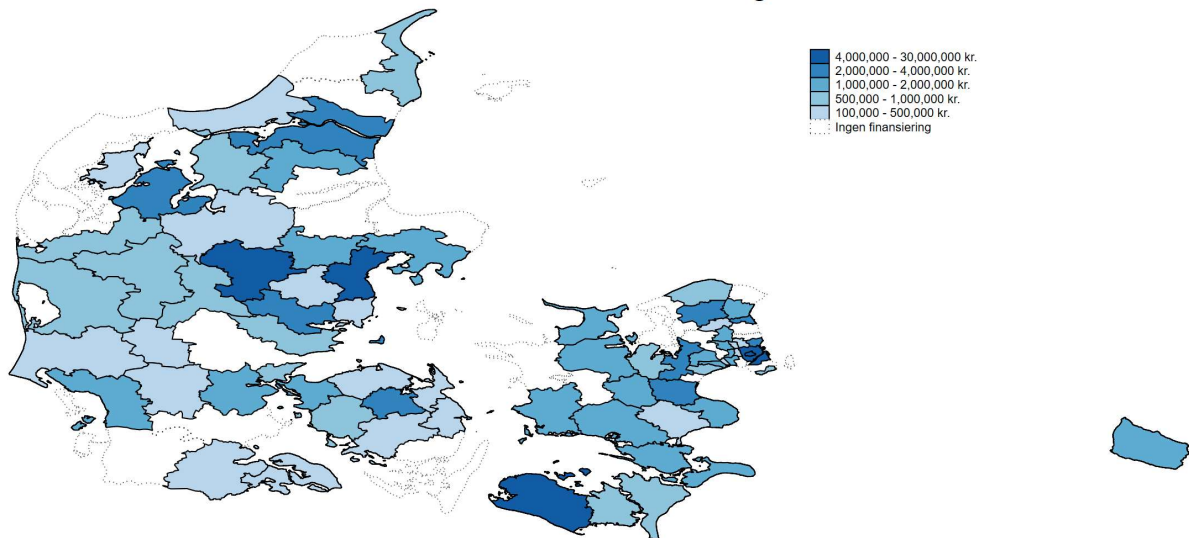 4,000,000 - 30,000,000 kr.
2,000,000 - 4,000,000 kr.
1,000,000 - 2,000,000 kr.
500,000 - 1,000,000 kr.
100,000 - 500,000 kr.
Ingen finansiering